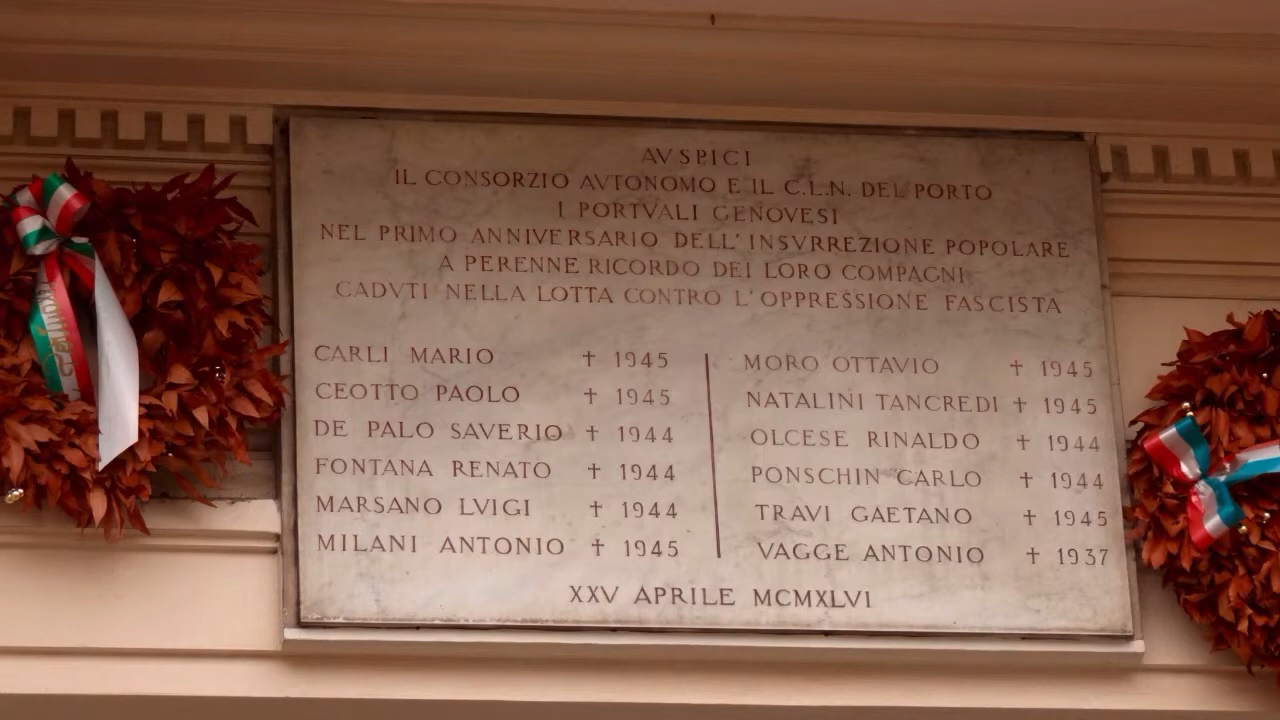 AVSPICI
IL CONSORZIO AVTONOMO E IL C.L.N. DEL PORTO
I PORTVALI GENOVESI
NEL PRIMO ANNIVERSARIO DELL'INSVRREZIONE POPOLARE
A PERENNE RICORDO DEI LORO COMPAGNI
CADVTI NELLA LOTTA CONTRO L'OPPRESSIONE FASCISTA
CARLI MARIO † 1945
CEOTTO PAOLO † 1945
DE PALO SAVERIO † 1944
FONTANA RENATO † 1944
MARSANO LVIGI † 1944
MILANI ANTONIO † 1945
MORO OTTAVIO † 1945
NATALINI TANCREDI † 1945
OLCESE RINALDO † 1944
PONSCHIN CARLO † 1944
TRAVI GAETANO † 1945
VAGGE ANTONIO † 1937
XXV APRILE MCMXLVI